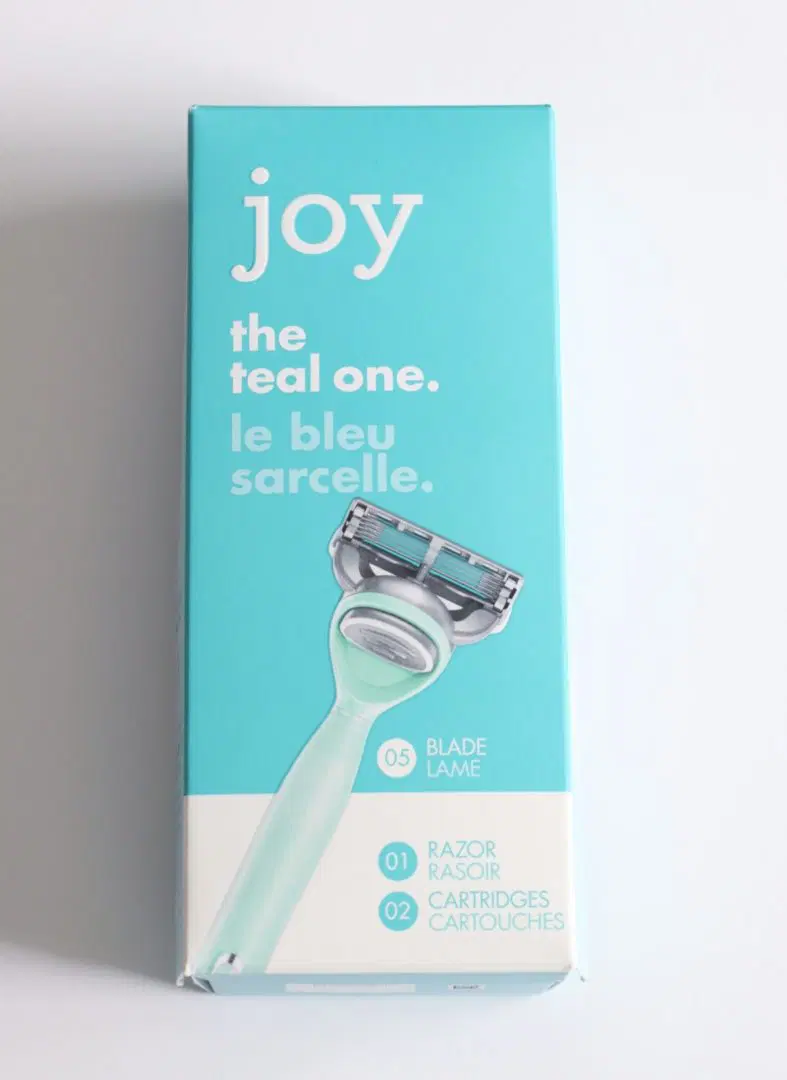 joy
the
teal one.
le bleu
sarcelle.
05 BLADE
LAME
01 RAZOR
RASOIR
02 CARTRIDGES
CARTOUCHES